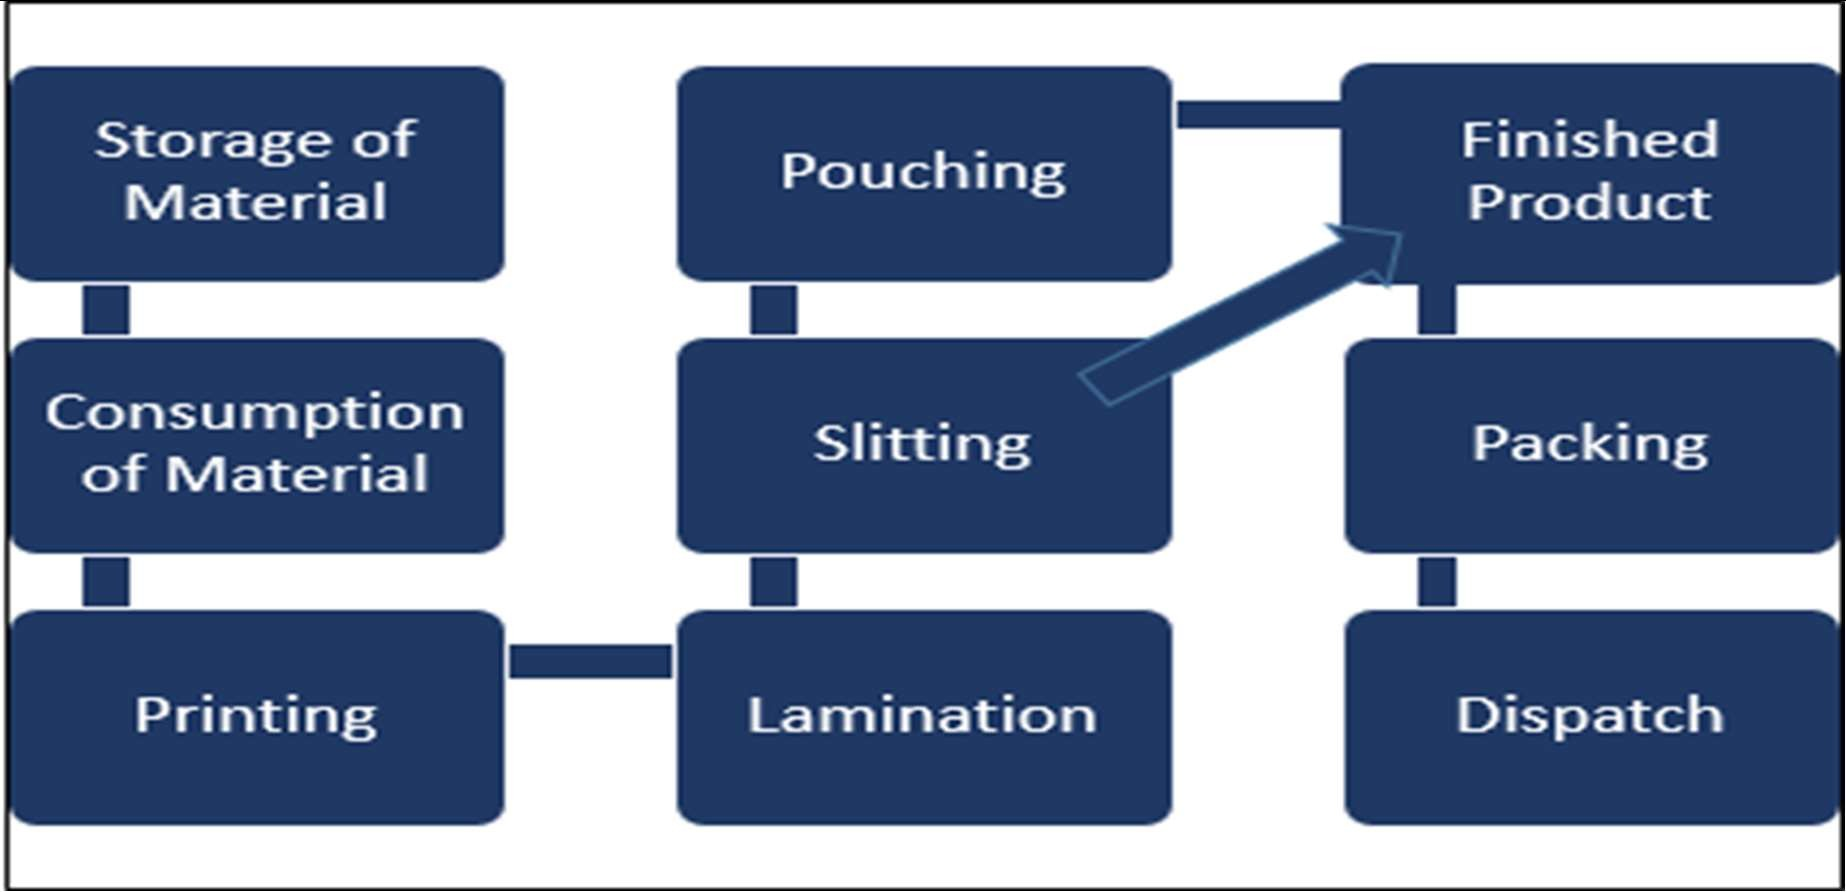 Storage of
Material
Consumption
of Material
Printing
Lamination
Slitting
Pouching
Finished
Product
Packing
Dispatch